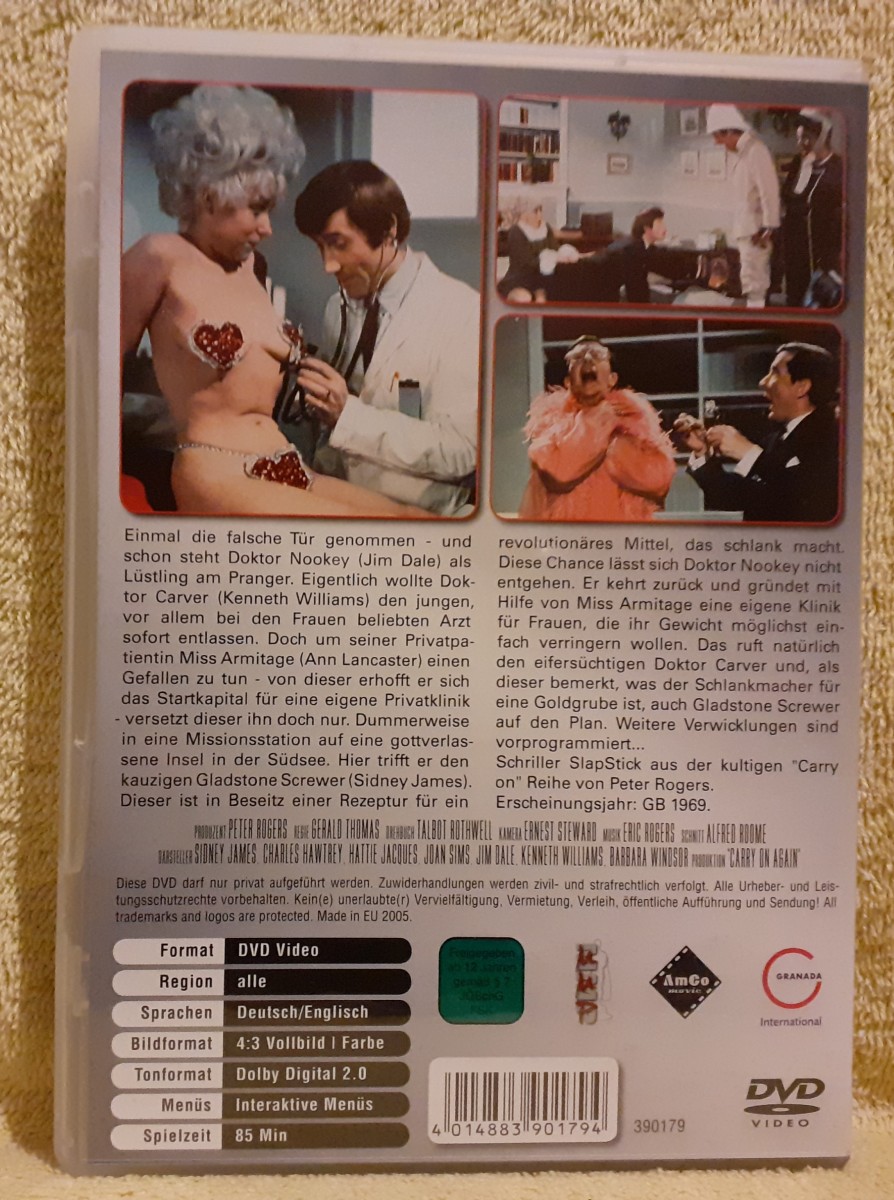 Einmal die falsche Tür genommen - und
schon steht Doktor Nookey (Jim Dale) als
Lüstling am Pranger. Eigentlich wollte Dok-
tor Carver (Kenneth Williams) den jungen,
vor allem bei den Frauen beliebten Arzt
sofort entlassen. Doch um seiner Privatpa-
tientin Miss Armitage (Ann Lancaster) einen
Gefallen zu tun - von dieser erhofft er sich
das Startkapital für eine eigene Privatklinik
- versetzt dieser ihn doch nur. Dummerweise
in eine Missionsstation auf eine gottverlas-
sene Insel in der Südsee. Hier trifft er den
kauzigen Gladstone Screwer (Sidney James).
Dieser ist in Beseitz einer Rezeptur für ein
revolutionäres Mittel, das schlank macht.
Diese Chance lässt sich Doktor Nookey nicht
entgehen. Er kehrt zurück und gründet mit
Hilfe von Miss Armitage eine eigene Klinik
für Frauen, die ihr Gewicht möglichst ein-
fach verringern wollen. Das ruft natürlich
den eifersüchtigen Doktor Carver und, als
dieser bemerkt, was der Schlankmacher für
eine Goldgrube ist, auch Gladstone Screwer
auf den Plan. Weitere Verwicklungen sind
vorprogrammiert...
Schriller SlapStick aus der kultigen "Carry
on" Reihe von Peter Rogers.
Erscheinungsjahr: GB 1969.
PRODUZENT PETER ROGERS REGIE GERALD THOMAS DREHBUCH TALBOT ROTHWELL KAMERA ERNEST STEWARD MUSIK ERIC ROGERS SCHNITT ALFRED ROOME
DARSTELLER SIDNEY JAMES, CHARLES HAWTREY, HATTIE JACQUES, JOAN SIMS, JIM DALE, KENNETH WILLIAMS, BARBARA WINDSOR PRODUKTION "CARRY ON AGAIN"
Diese DVD darf nur privat aufgeführt werden. Zuwiderhandlungen werden zivil- und strafrechtlich verfolgt. Alle Urheber- und Leis-
tungsschutzrechte vorbehalten. Kein(e) unerlaubte(r) Vervielfältigung, Vermietung, Verleih, öffentliche Aufführung und Sendung! All
trademarks and logos are protected. Made in EU 2005.
Format DVD Video
Region alle
Sprachen Deutsch/Englisch
Bildformat 4:3 Vollbild | Farbe
Tonformat Dolby Digital 2.0
Menüs Interaktive Menüs
Spielzeit 85 Min
Freigegeben
ab 12 Jahren
gemäß § 7
JÖSchG
FSK
AmCo
movie
GRANADA
International
4 014883 901794
390179
DVD
VIDEO